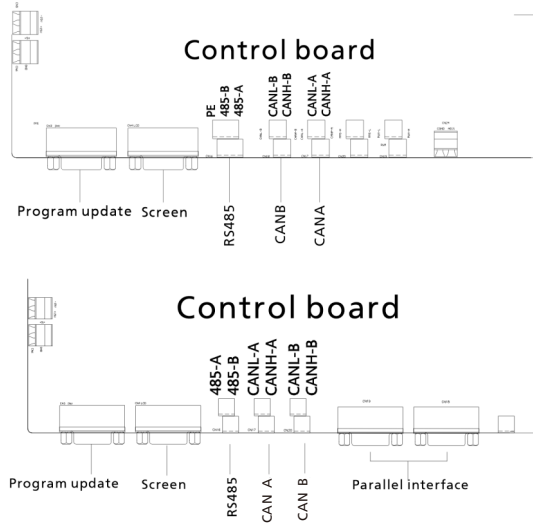 Control board
PE
485-B
485-A
CANL-B
CANH-B
CANL-A
CANH-A
Program update
Screen
RS485
CANB
CANA
Control board
485-A
485-B
CANL-A
CANH-A
CANL-B
CANH-B
Program update
Screen
RS485
CAN A
CAN B
Parallel interface